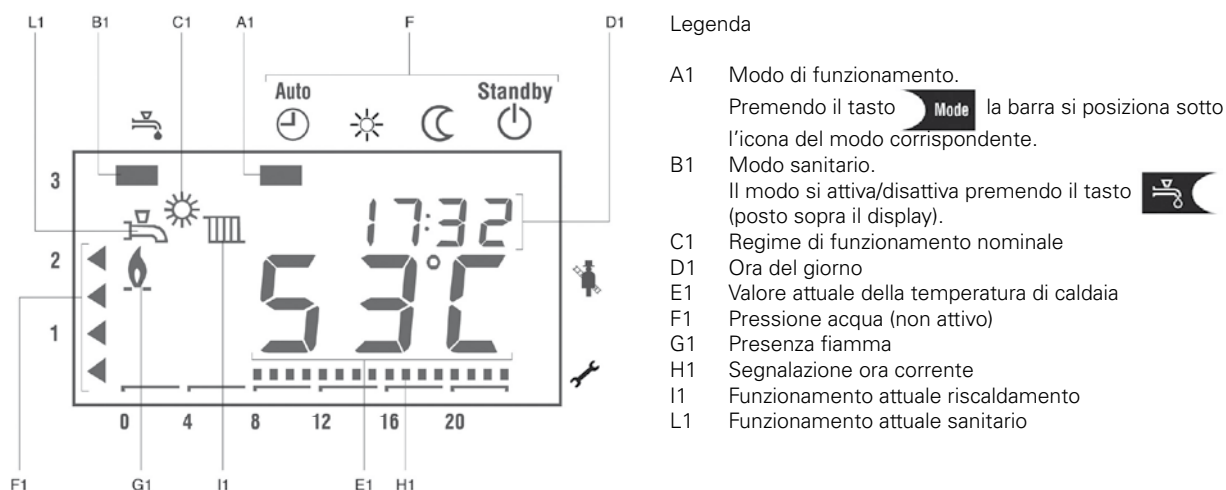 L1 B1 C1 A1 F D1
Auto Standby
3
17:32
2
53°C
1
0 4 8 12 16 20
F1 G1 I1 E1 H1
Legenda
A1 Modo di funzionamento.
Premendo il tasto Mode la barra si posiziona sotto
l'icona del modo corrispondente.
B1 Modo sanitario.
Il modo si attiva/disattiva premendo il tasto
(posto sopra il display).
C1 Regime di funzionamento nominale
D1 Ora del giorno
E1 Valore attuale della temperatura di caldaia
F1 Pressione acqua (non attivo)
G1 Presenza fiamma
H1 Segnalazione ora corrente
I1 Funzionamento attuale riscaldamento
L1 Funzionamento attuale sanitario